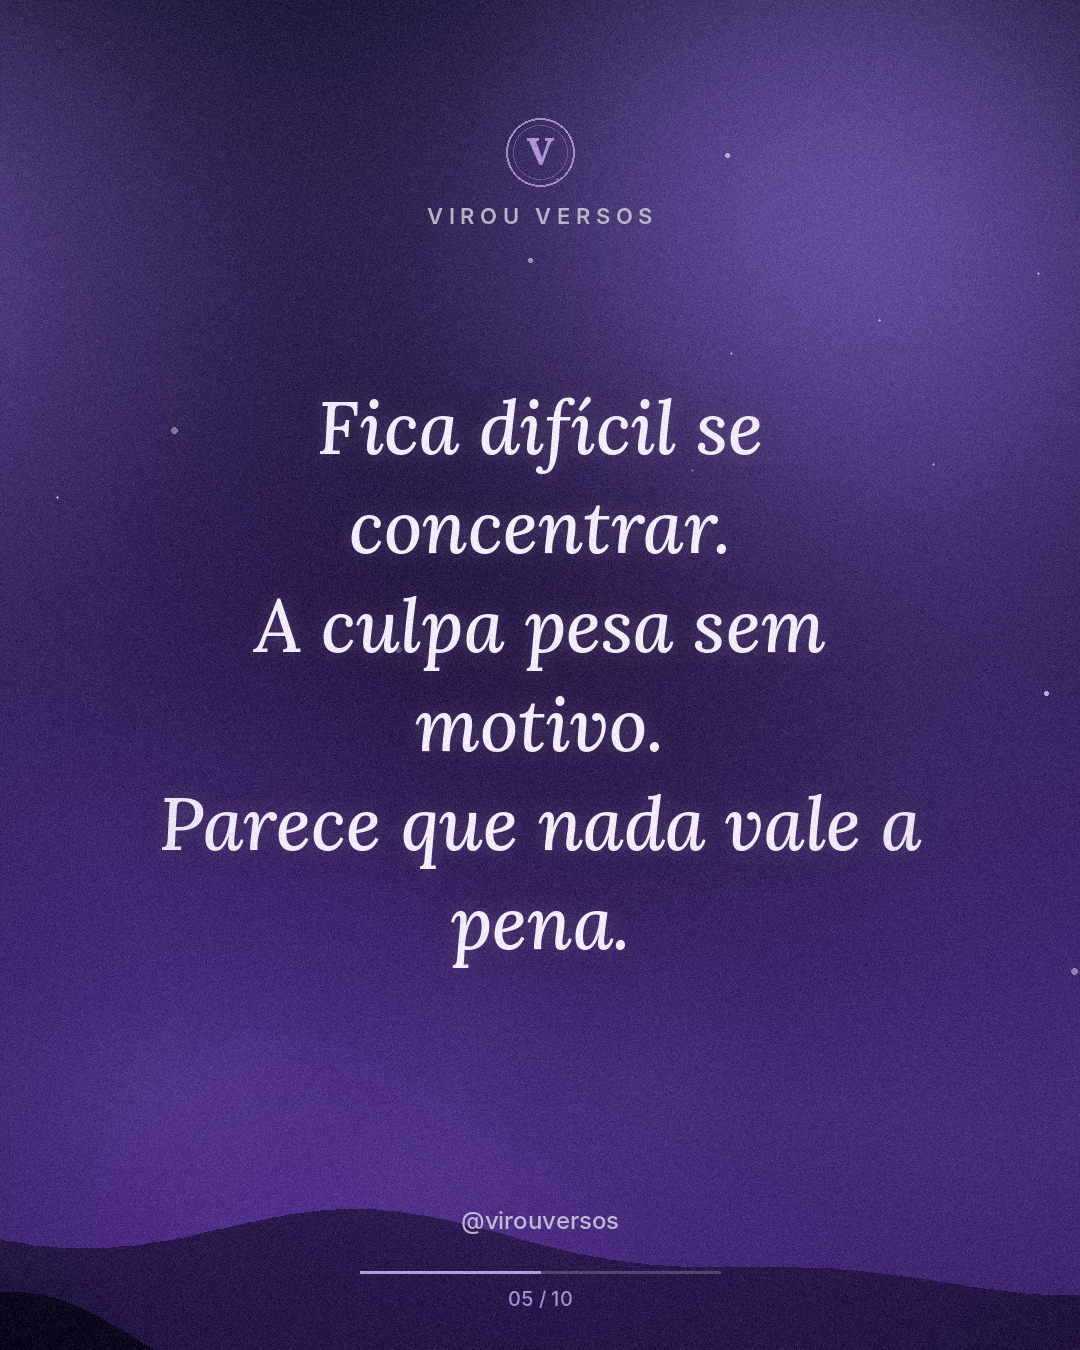 V
VIROU VERSOS
Fica difícil se
concentrar.
A culpa pesa sem
motivo.
Parece que nada vale a
pena.
@virouversos
05 / 10